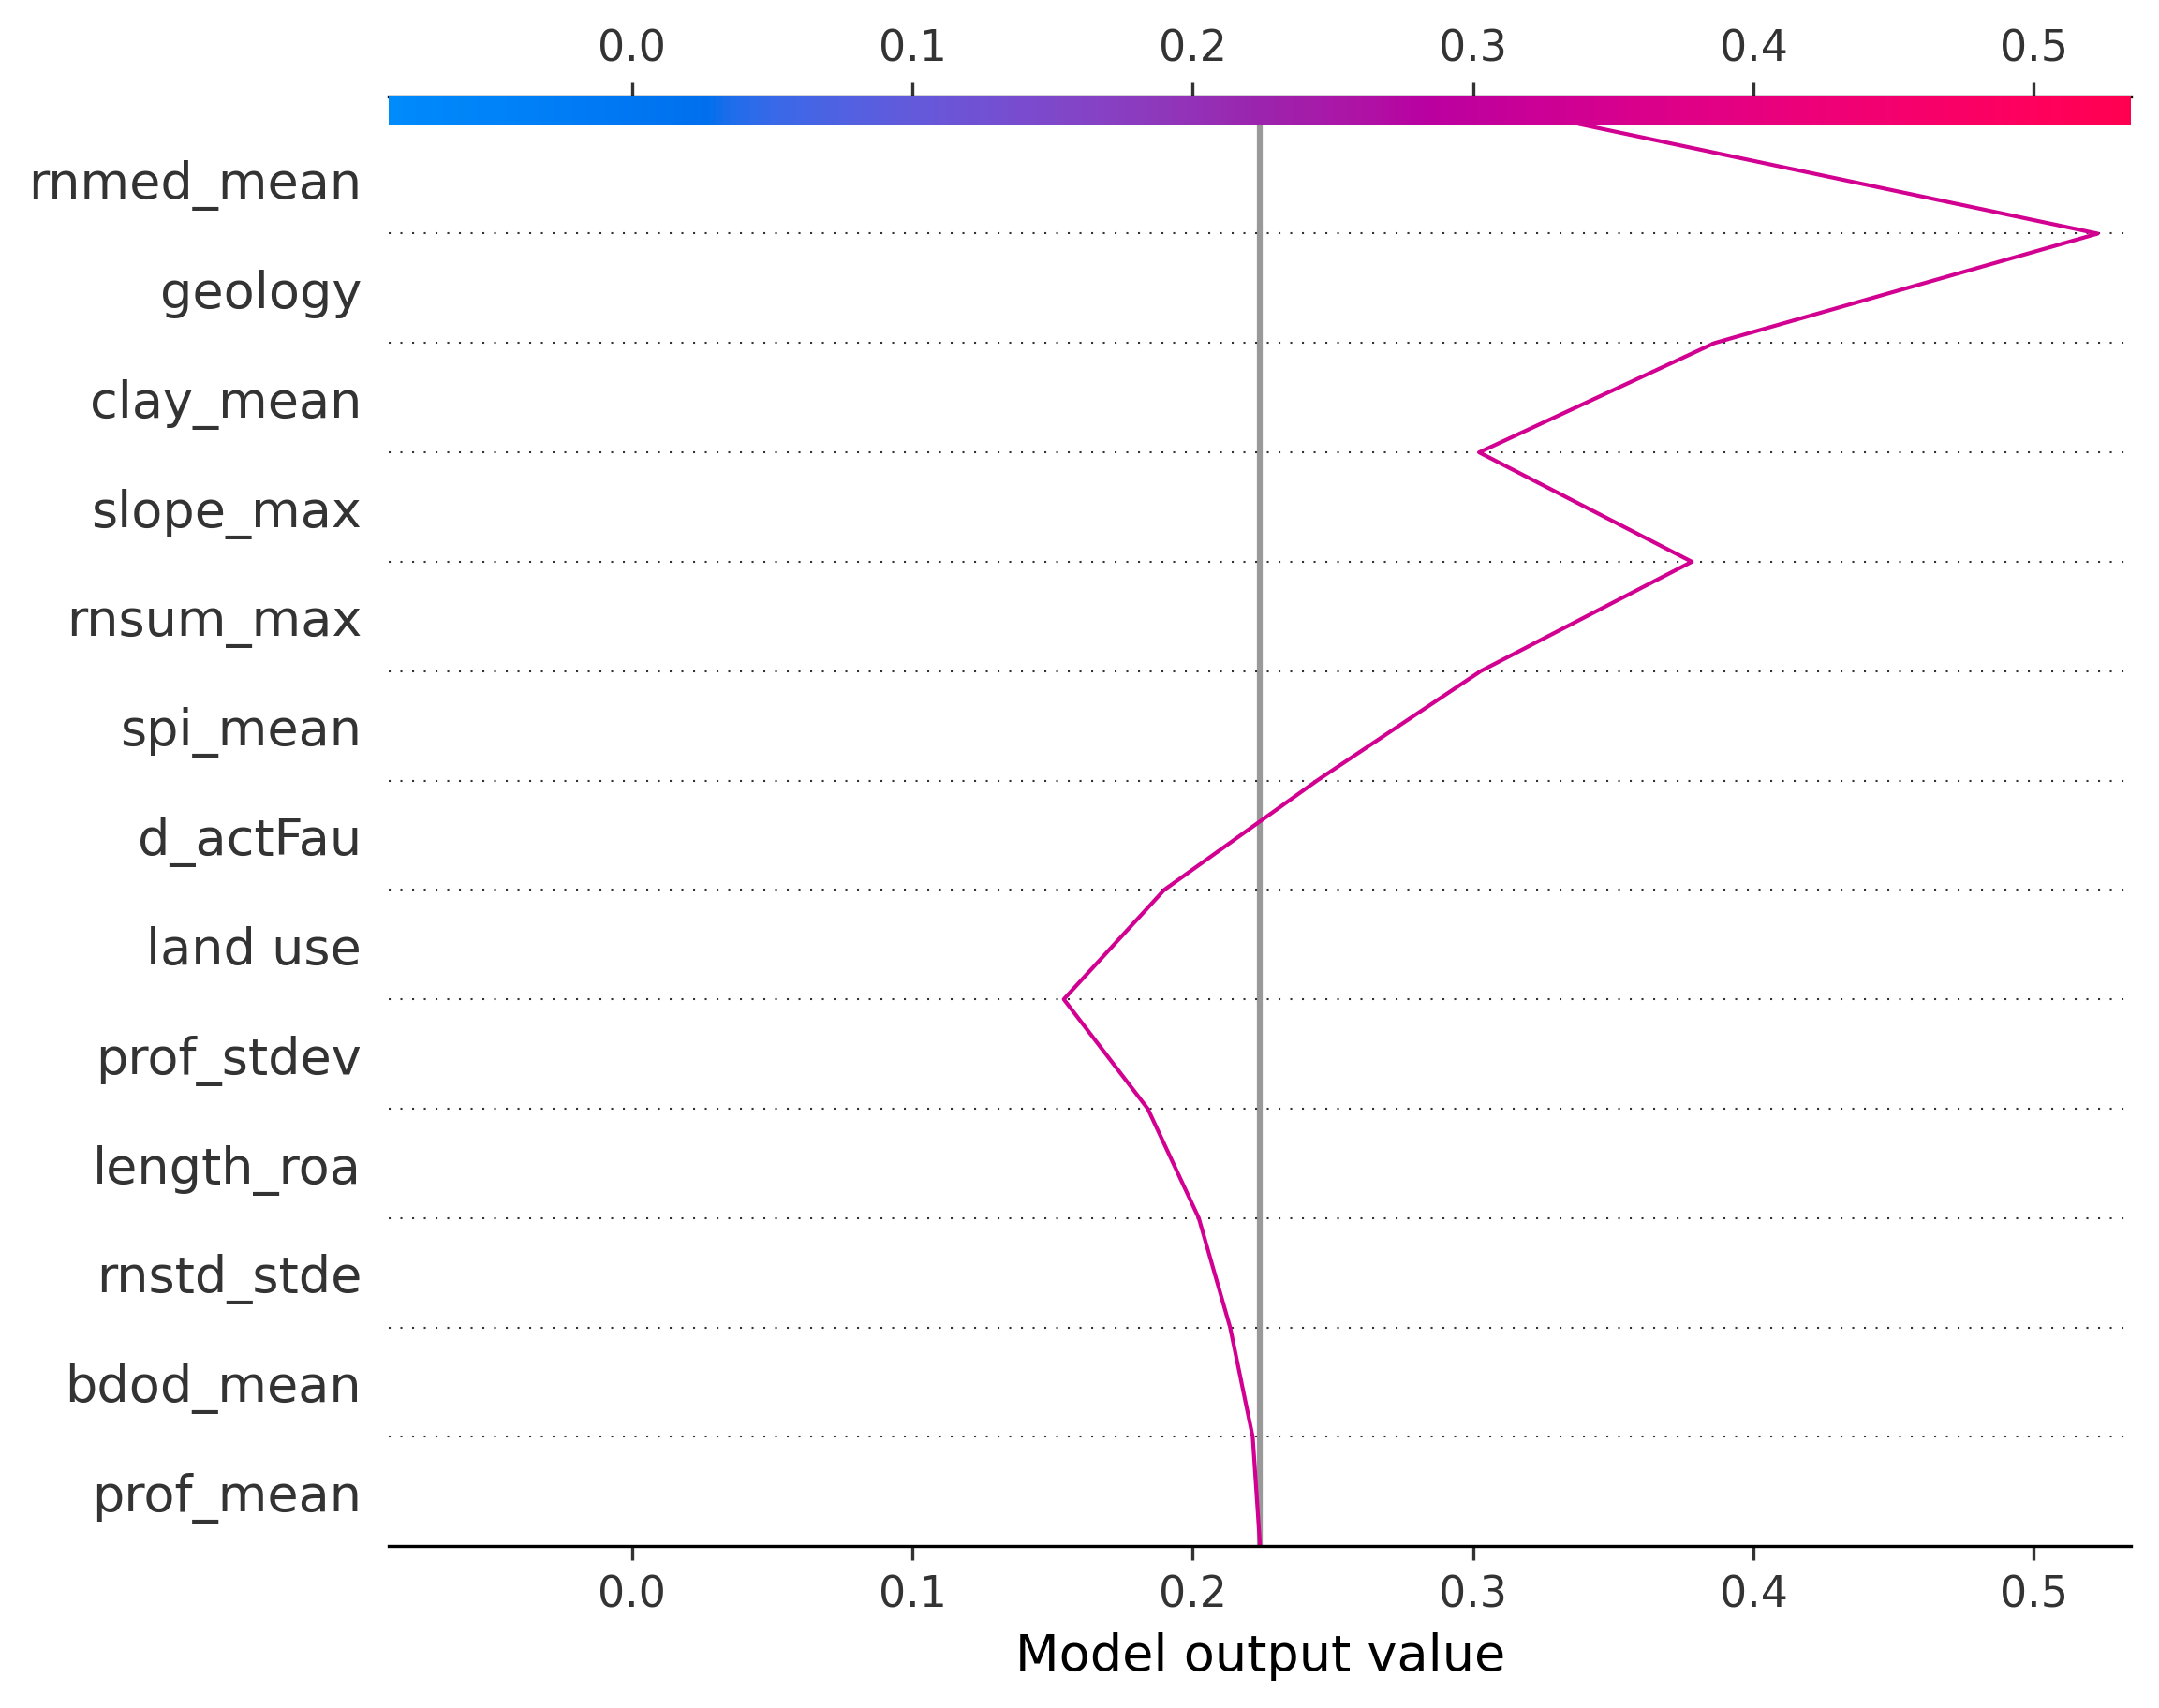 0.0 0.1 0.2 0.3 0.4 0.5
rnmed_mean
geology
clay_mean
slope_max
rnsum_max
spi_mean
d_actFau
land use
prof_stdev
length_roa
rnstd_stde
bdod_mean
prof_mean
0.0 0.1 0.2 0.3 0.4 0.5
Model output value